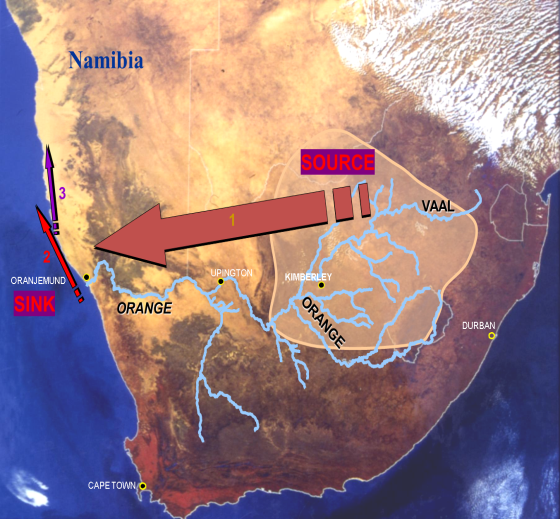 Namibia
SOURCE
3
1
VAAL
2
ORANJEMUND
UPINGTON
KIMBERLEY
SINK
ORANGE
ORANGE
DURBAN
CAPE TOWN